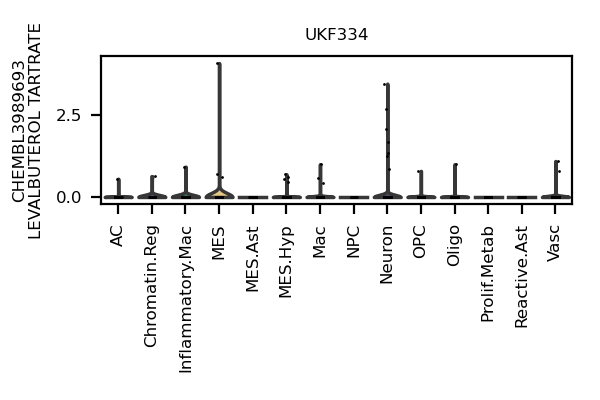 UKF334
CHEMBL3989693
LEVALBUTEROL TARTRATE
2.5
0.0
AC
Chromatin.Reg
Inflammatory.Mac
MES
MES.Ast
MES.Hyp
Mac
NPC
Neuron
OPC
Oligo
Prolif.Metab
Reactive.Ast
Vasc